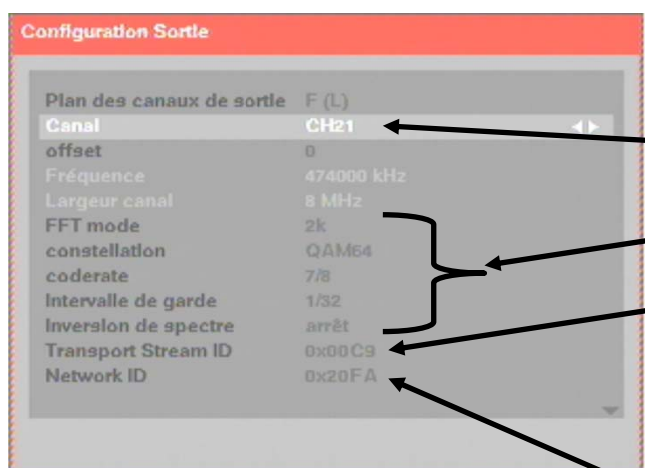 Configuration Sortie
Plan des canaux de sortle F (L)
Canal CH21
offset 0
Fréquence 474000 kHz
Largeur canal 8 MHz
FFT mode 2k
constellation QAM64
coderate 7/8
Intervalle de garde 1/32
Inversion de spectre arrêt
Transport Stream ID 0x00C9
Network ID 0x20FA